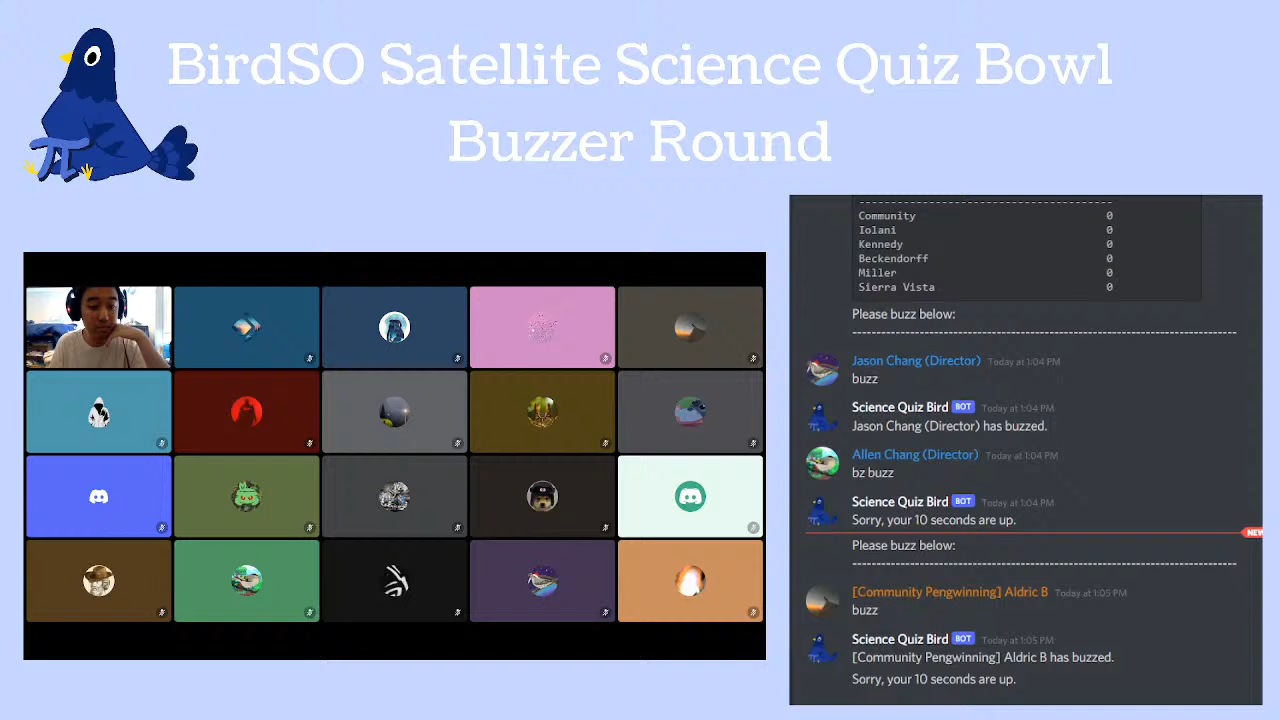 BirdSO Satellite Science Quiz Bowl
Buzzer Round
Community 0
Iolani 0
Kennedy 0
Beckendorff 0
Miller 0
Sierra Vista 0
Please buzz below:
Jason Chang (Director) Today at 1:04 PM
buzz
Science Quiz Bird BOT Today at 1:04 PM
Jason Chang (Director) has buzzed.
Allen Chang (Director) Today at 1:04 PM
bz buzz
Science Quiz Bird BOT Today at 1:04 PM
Sorry, your 10 seconds are up.
NEW
Please buzz below:
[Community Pengwinning] Aldric B Today at 1:05 PM
buzz
Science Quiz Bird BOT Today at 1:05 PM
[Community Pengwinning] Aldric B has buzzed.
Sorry, your 10 seconds are up.